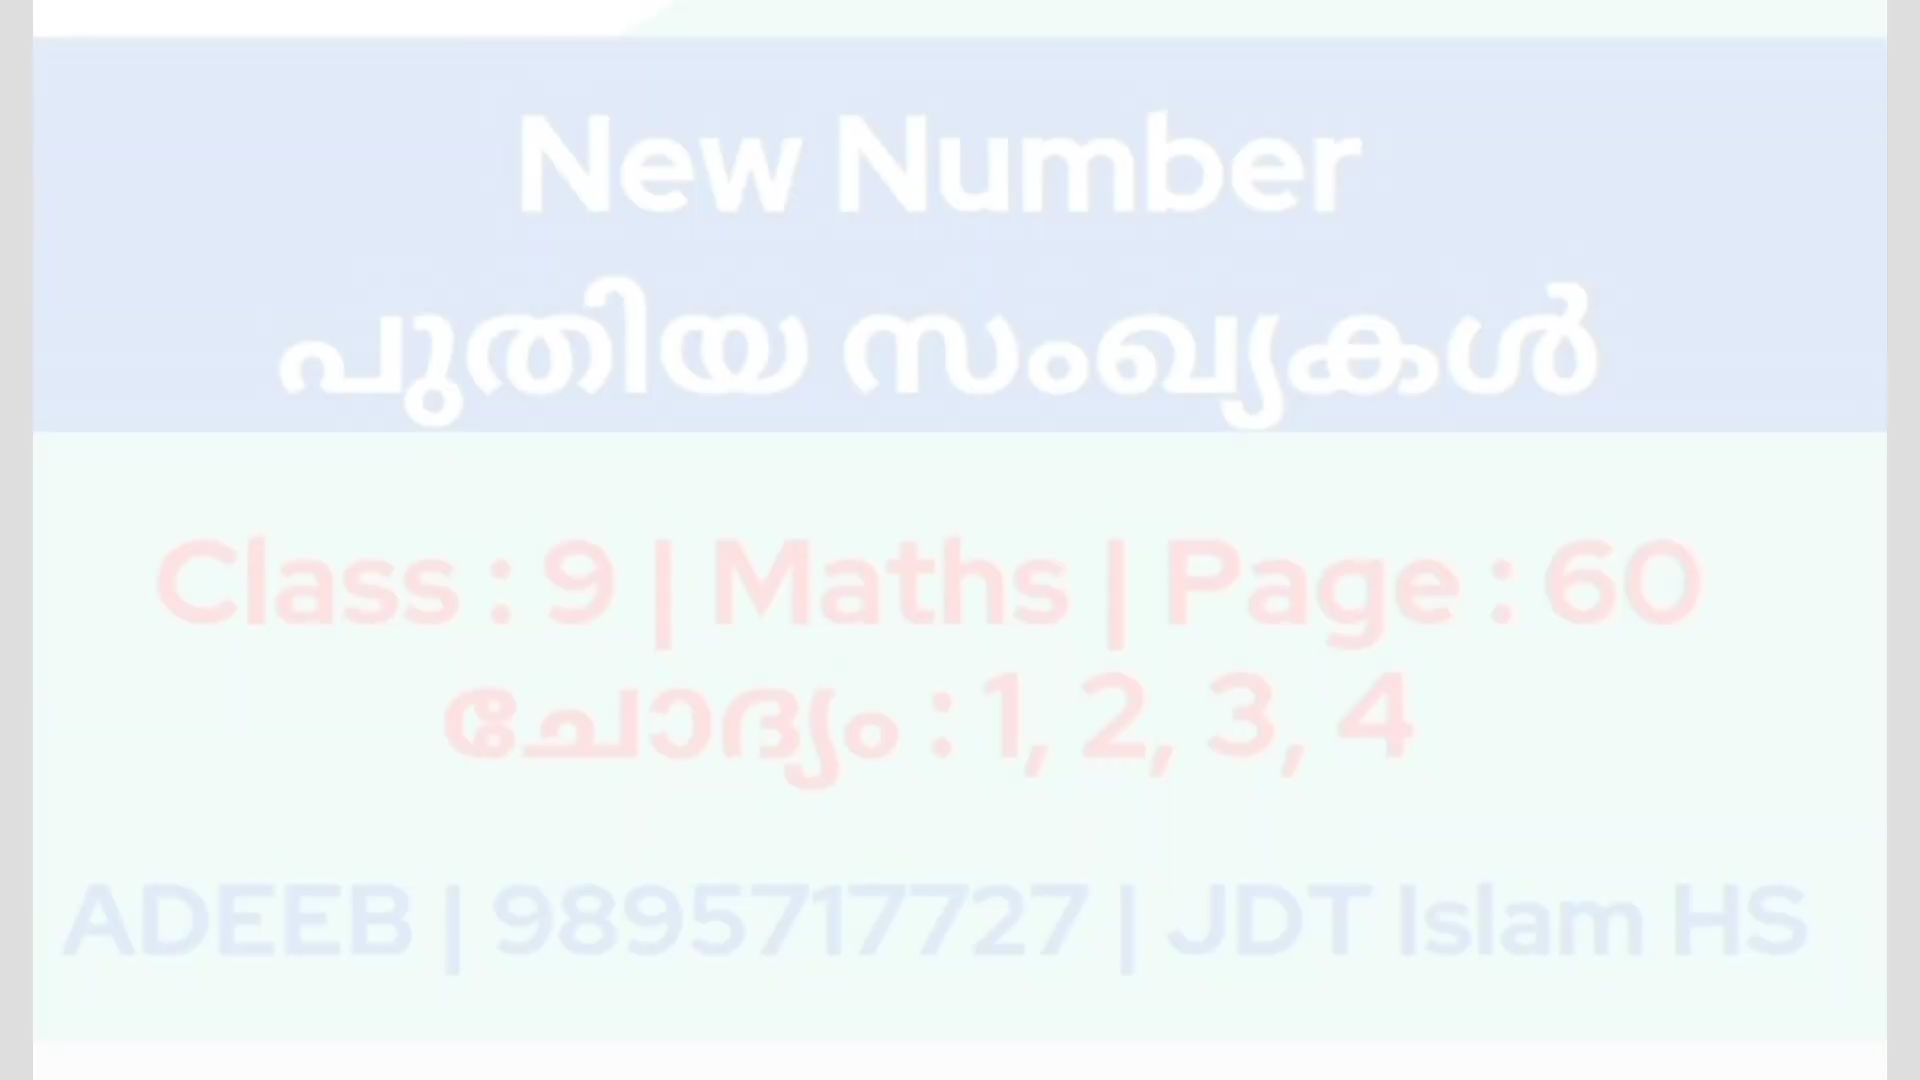 New Number
പുതിയ സംഖ്യകൾ
Class : 9 | Maths | Page : 60
ചോദ്യം : 1, 2, 3, 4
ADEEB | 9895717727 | JDT Islam HS